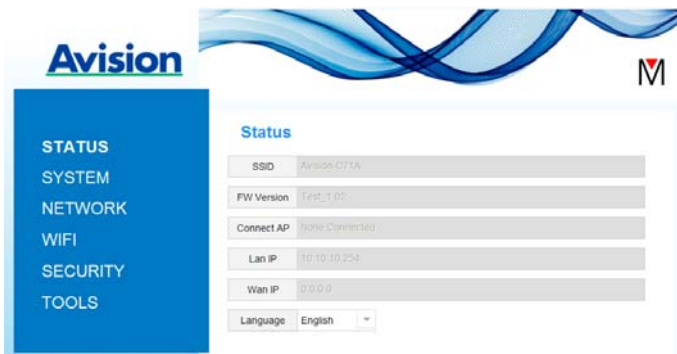 Avision
M
STATUS
SYSTEM
NETWORK
WIFI
SECURITY
TOOLS
Status
SSID Avision-C71A
FW Version Test_1.02
Connect AP None Connected
Lan IP 10.10.10.254
Wan IP 0.0.0.0
Language English